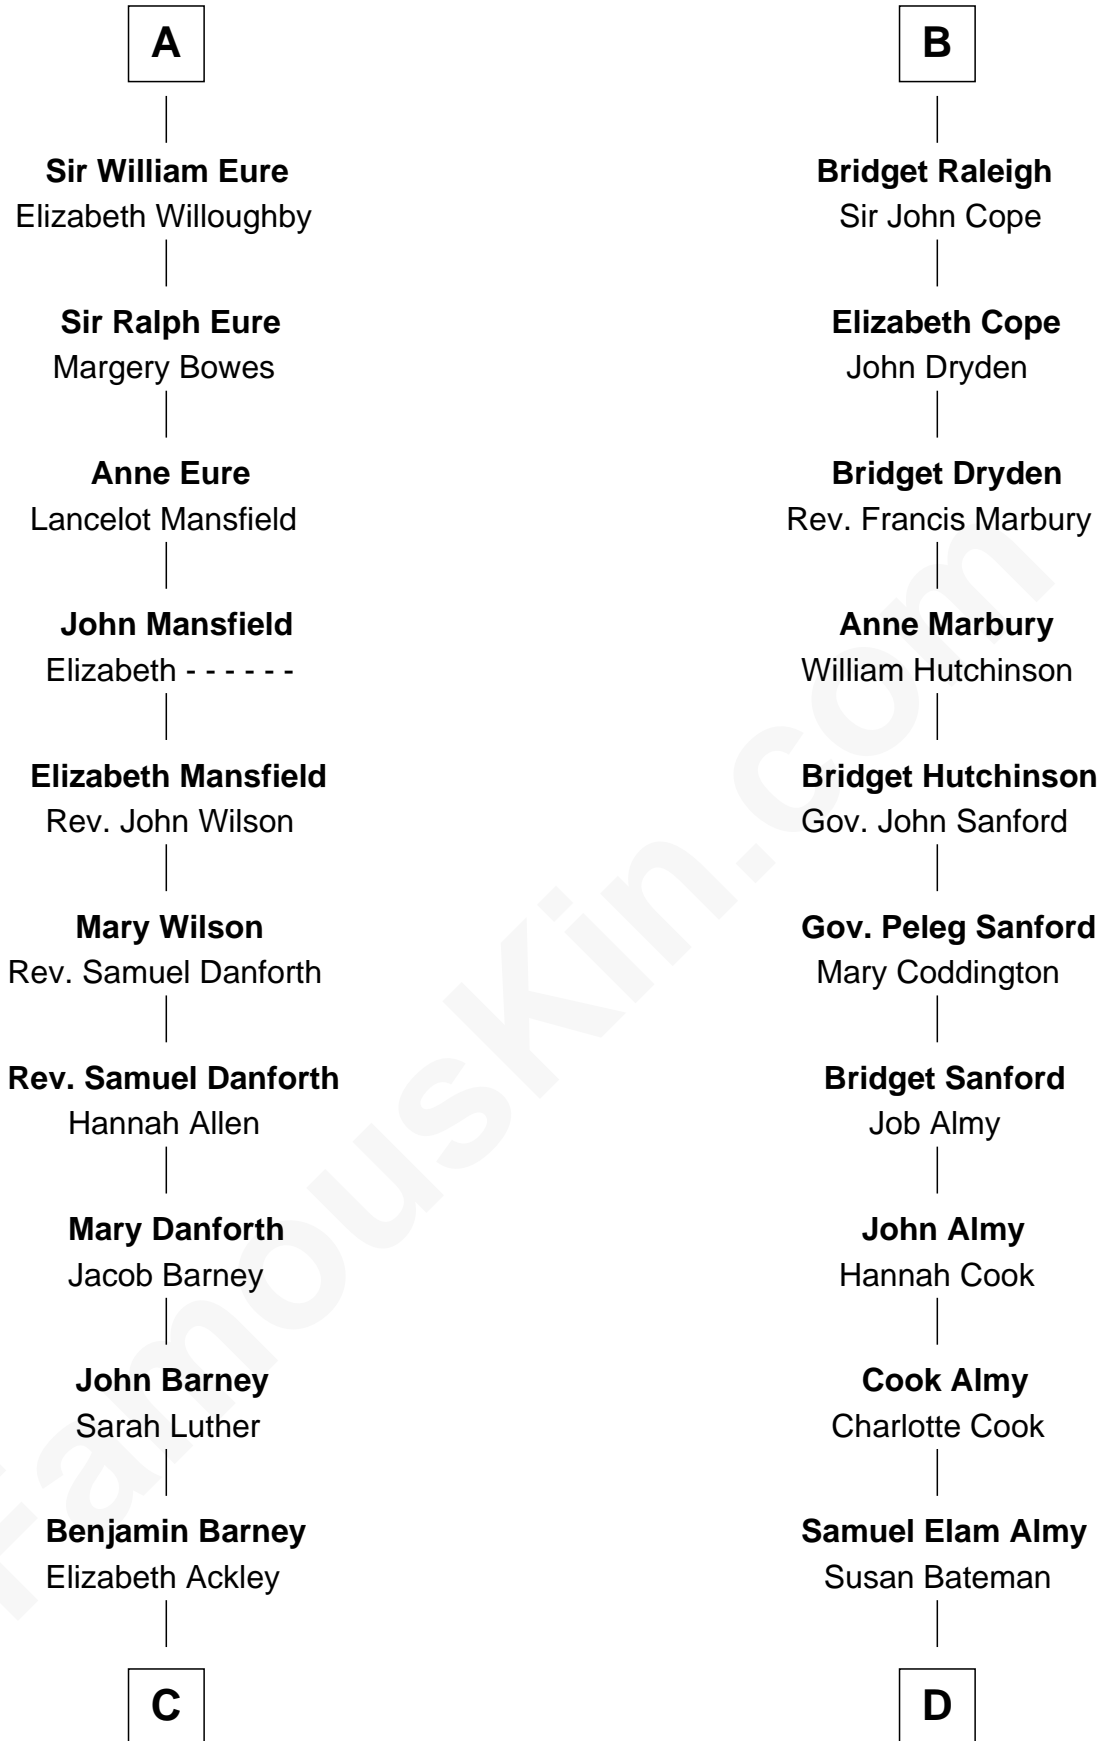 A
Sir William Eure
Elizabeth Willoughby
Sir Ralph Eure
Margery Bowes
Anne Eure
Lancelot Mansfield
John Mansfield
Elizabeth - - - - - -
Elizabeth Mansfield
Rev. John Wilson
Mary Wilson
Rev. Samuel Danforth
Rev. Samuel Danforth
Hannah Allen
Mary Danforth
Jacob Barney
John Barney
Sarah Luther
Benjamin Barney
Elizabeth Ackley
C
B
Bridget Raleigh
Sir John Cope
Elizabeth Cope
John Dryden
Bridget Dryden
Rev. Francis Marbury
Anne Marbury
William Hutchinson
Bridget Hutchinson
Gov. John Sanford
Gov. Peleg Sanford
Mary Coddington
Bridget Sanford
Job Almy
John Almy
Hannah Cook
Cook Almy
Charlotte Cook
Samuel Elam Almy
Susan Bateman
D
FamousKin.com